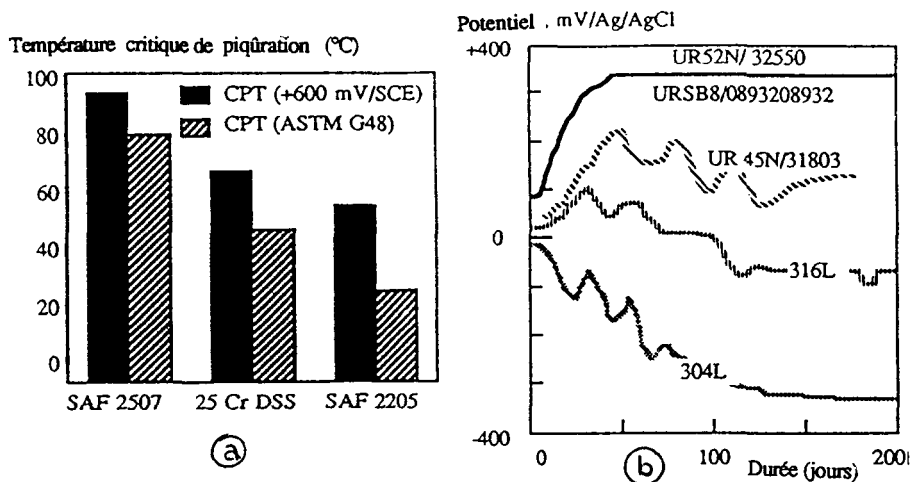 Température critique de piqûration (°C)
100
80
60
40
20
0
CPT (+600 mV/SCE)
CPT (ASTM G48)
SAF 2507 25 Cr DSS SAF 2205
a
Potentiel , mV/Ag/AgCl
+400
0
-400
UR52N/ 32550
URSB8/0893208932
UR 45N/31803
316L
304L
0 100 200
Durée (jours)
b